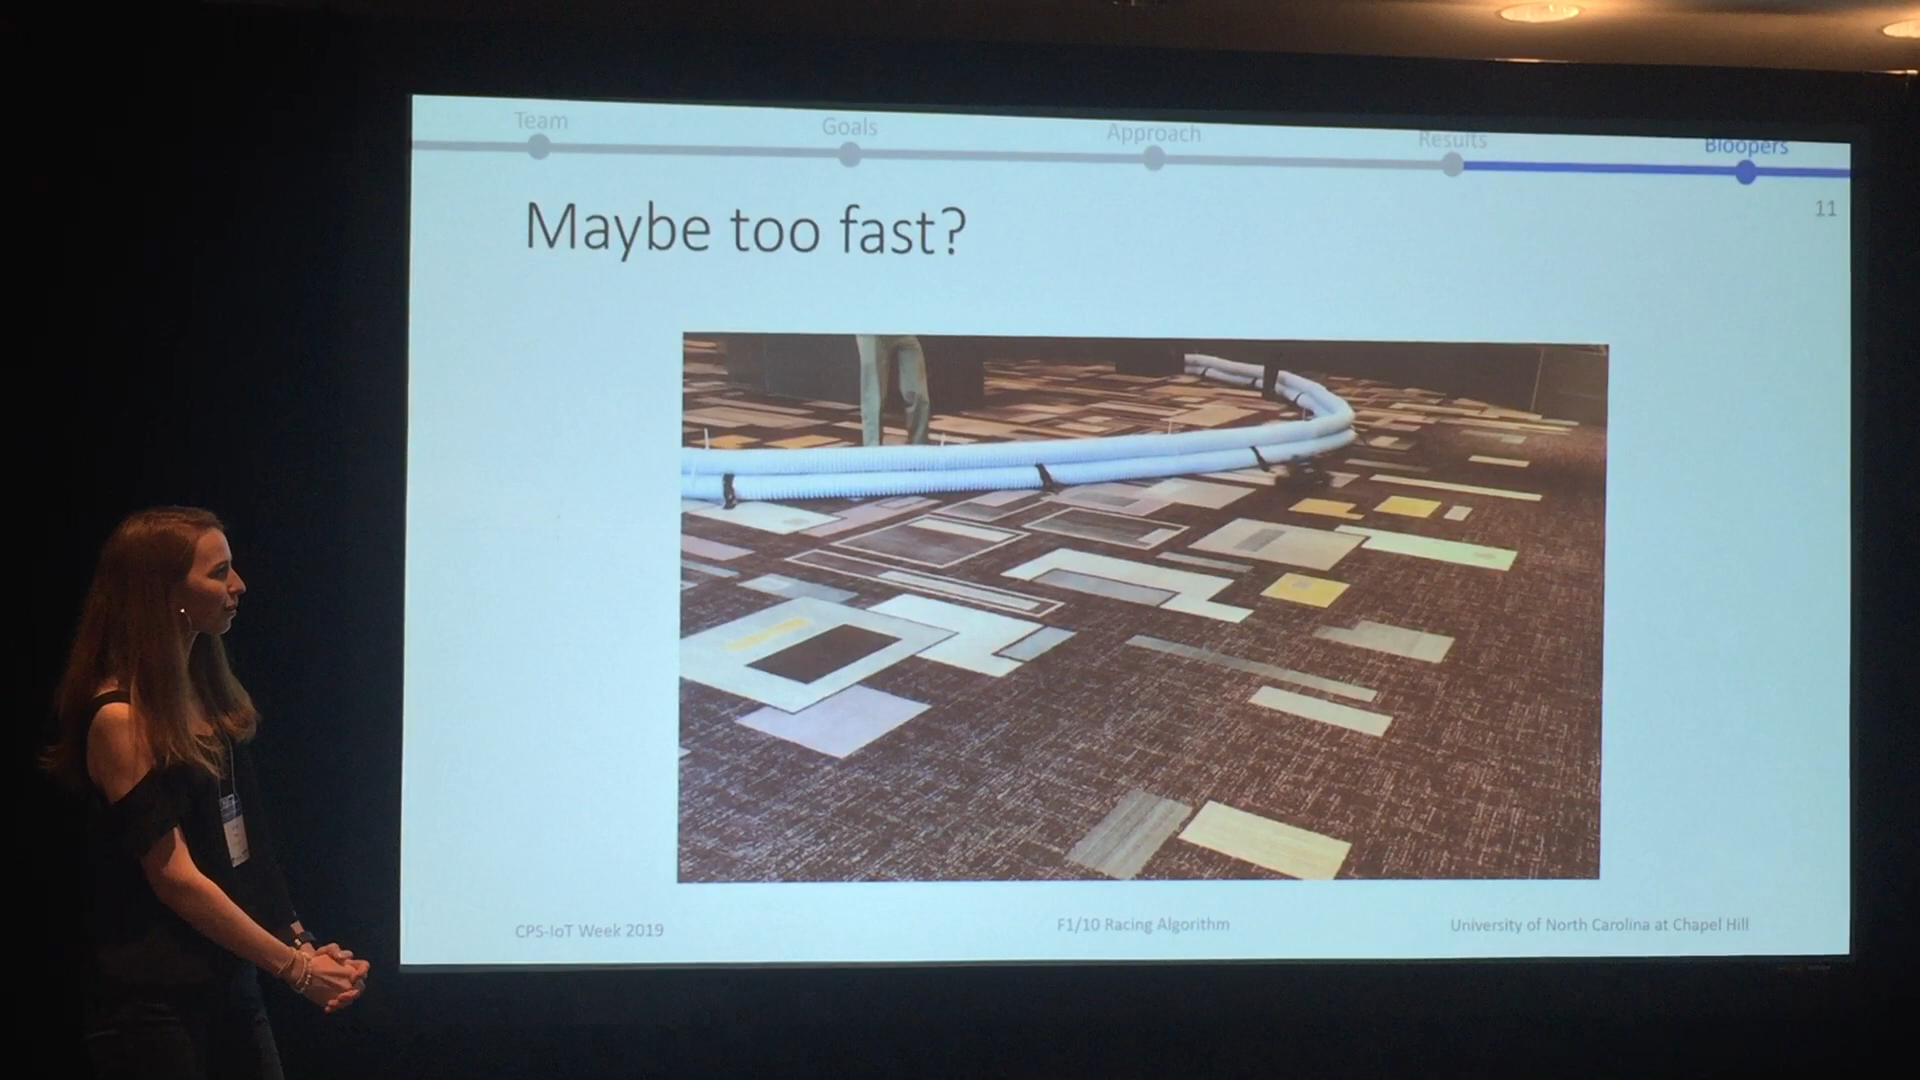 Team
Goals
Approach
Results
Bloopers
11
Maybe too fast?
CPS-IoT Week 2019
F1/10 Racing Algorithm
University of North Carolina at Chapel Hill